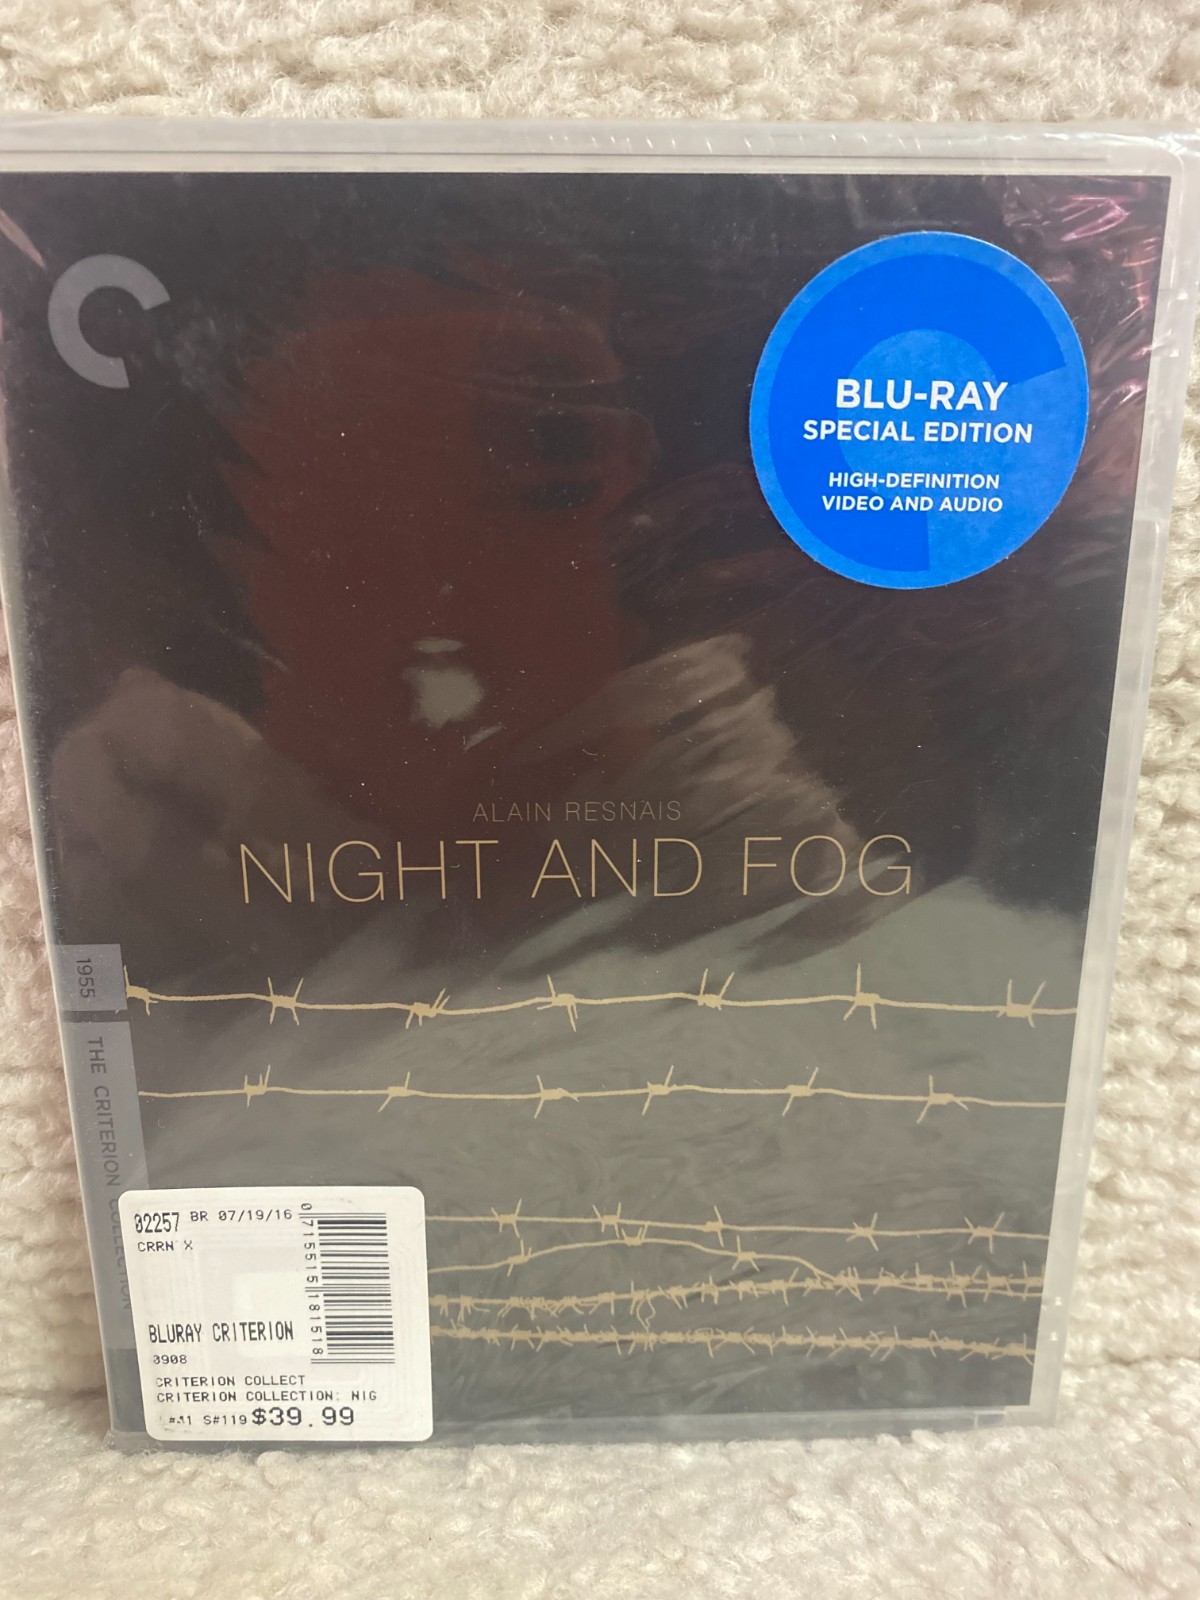 BLU-RAY
SPECIAL EDITION
HIGH-DEFINITION
VIDEO AND AUDIO
ALAIN RESNAIS
NIGHT AND FOG
1955
THE CRITERION COLLECTION
02257 BR 07/19/16
CRRN X
0715515181518
BLURAY CRITERION
0908
CRITERION COLLECT
CRITERION COLLECTION: NIG
S#119 $39.99